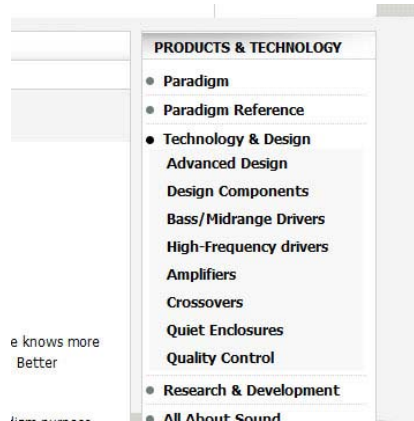 PRODUCTS & TECHNOLOGY
Paradigm
Paradigm Reference
Technology & Design
Advanced Design
Design Components
Bass/Midrange Drivers
High-Frequency drivers
Amplifiers
Crossovers
Quiet Enclosures
Quality Control
Research & Development
All About Sound
e knows more
Better